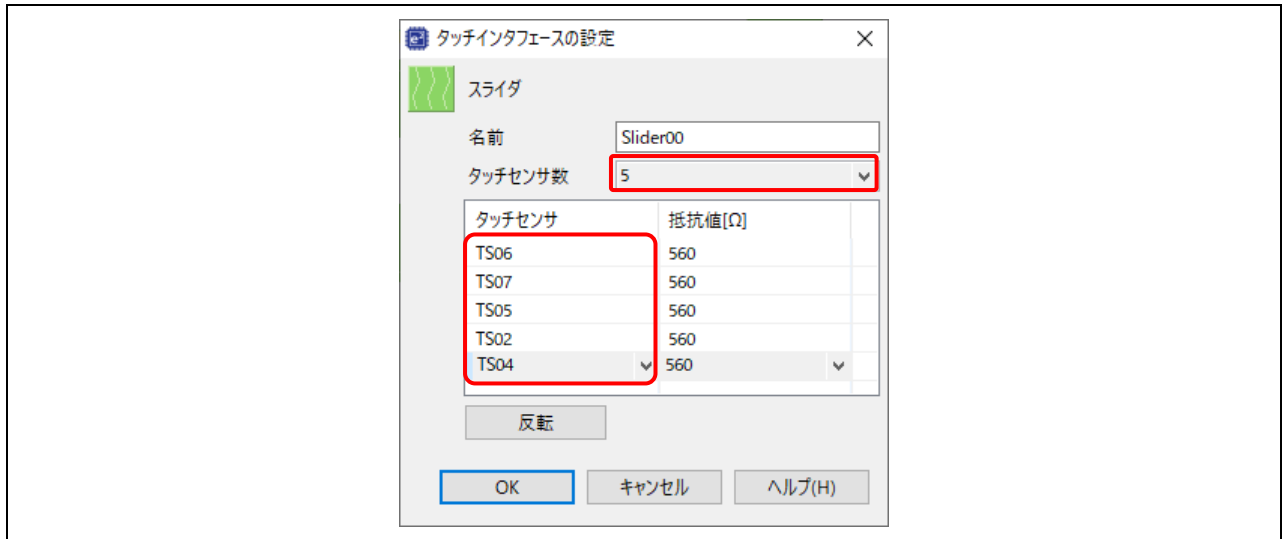 タッチインタフェースの設定
スライダ
名前 Slider00
タッチセンサ数 5
タッチセンサ 抵抗値[Ω]
TS06 560
TS07 560
TS05 560
TS02 560
TS04 560
反転
OK キャンセル ヘルプ(H)